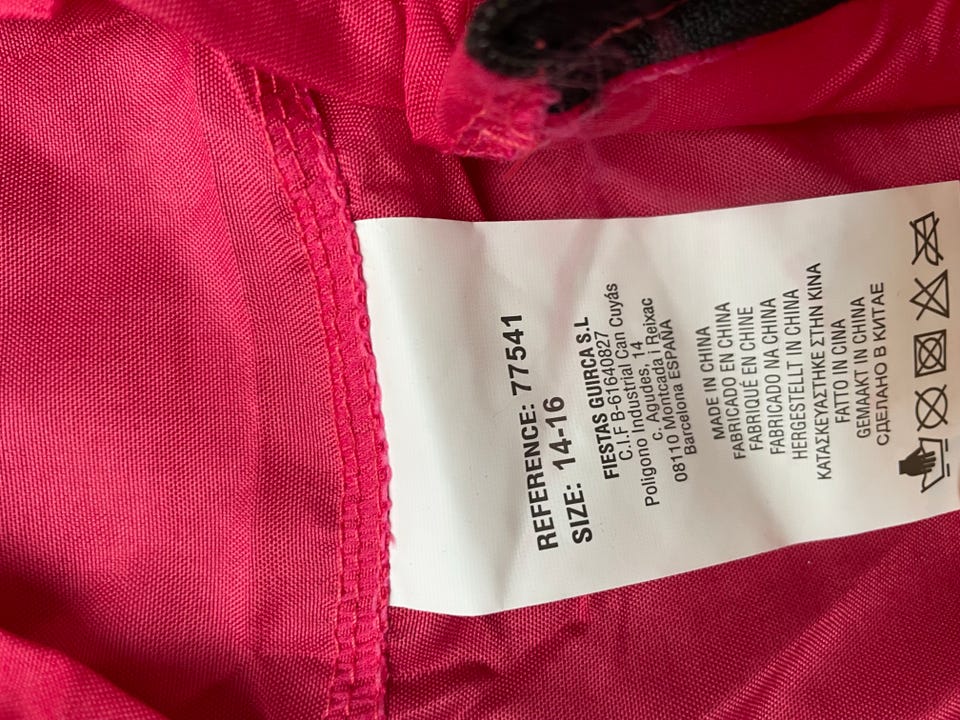 REFERENCE: 77541
SIZE: 14-16
FIESTAS GUIRCA S.L
C.I.F B-61640827
Poligono Industrial Can Cuyás
c. Agudes, 14
08110 Montcada i Reixac
Barcelona ESPAÑA
MADE IN CHINA
FABRICADO EN CHINA
FABRIQUÉ EN CHINE
FABRICADO NA CHINA
HERGESTELLT IN CHINA
ΚΑΤΑΣΚΕΥΑΣΤΗΚΕ ΣΤΗΝ ΚΙΝΑ
FATTO IN CINA
GEMAAKT IN CHINA
СДЕЛАНО В КИТАЕ